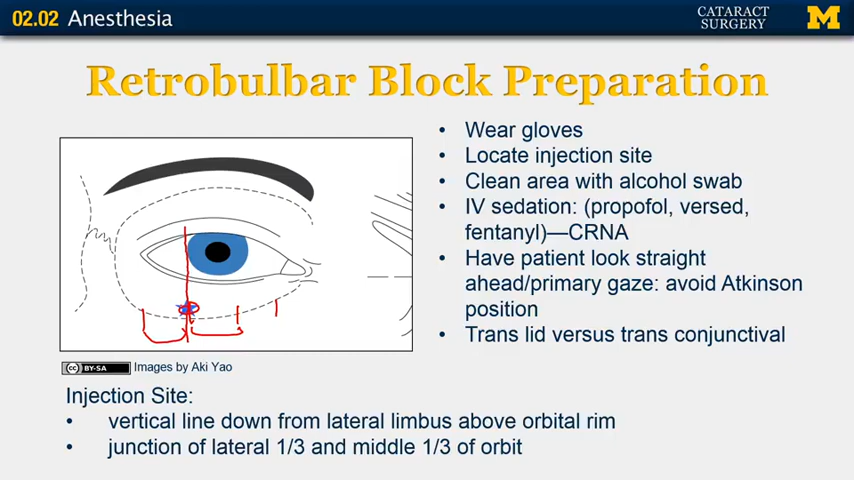 02.02 Anesthesia
CATARACT
SURGERY
M
Retrobulbar Block Preparation
• Wear gloves
• Locate injection site
• Clean area with alcohol swab
• IV sedation: (propofol, versed,
fentanyl)—CRNA
• Have patient look straight
ahead/primary gaze: avoid Atkinson
position
• Trans lid versus trans conjunctival
cc BY-SA Images by Aki Yao
Injection Site:
• vertical line down from lateral limbus above orbital rim
• junction of lateral 1/3 and middle 1/3 of orbit